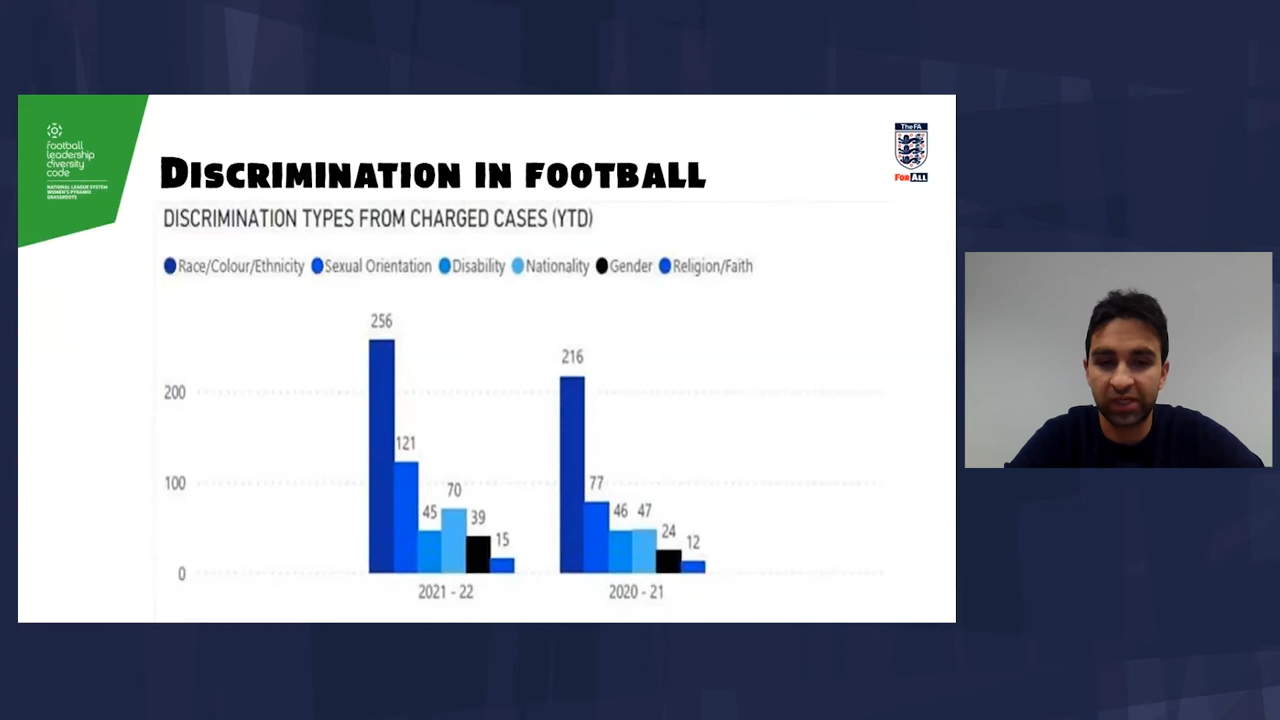 football
leadership
diversity
code
NATIONAL LEAGUE SYSTEM
WOMEN'S PYRAMID
GRASSROOTS
DISCRIMINATION IN FOOTBALL
The FA
FOR ALL
DISCRIMINATION TYPES FROM CHARGED CASES (YTD)
Race/Colour/Ethnicity Sexual Orientation Disability Nationality Gender Religion/Faith
256
216
200
121
77
100
70
45
39
15
46
47
24
12
0
2021 - 22
2020 - 21